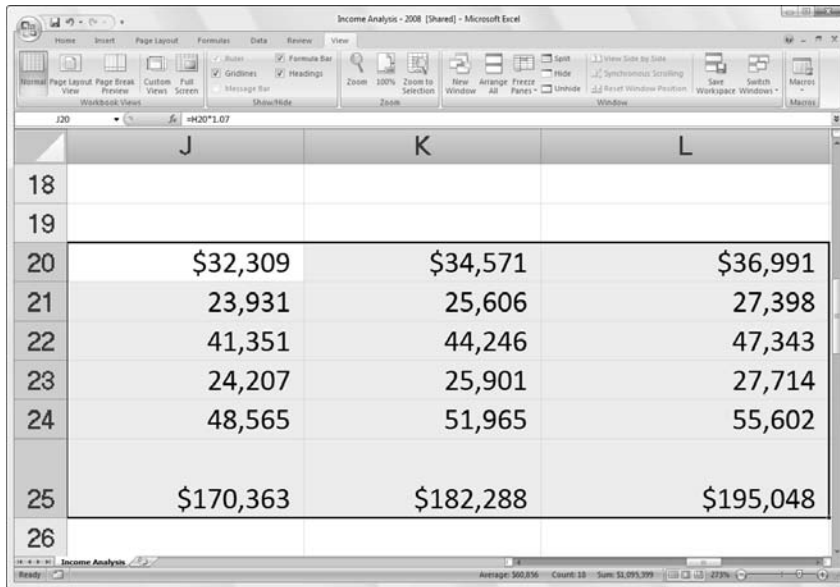 Income Analysis - 2008 [Shared] - Microsoft Excel
Home Insert Page Layout Formulas Data Review View
Ruler Formula Bar Split View Side by Side
Gridlines Headings Hide Synchronous Scrolling
Message Bar Unhide Reset Window Position
Normal Page Layout View Page Break Preview Custom Views Full Screen Zoom 100% Zoom to Selection New Window Arrange All Freeze Panes Save Workspace Switch Windows Macros
Workbook Views Show/Hide Zoom Window Macros
J20 fx =H20*1.07
J K L
18
19
20 $32,309 $34,571 $36,991
21 23,931 25,606 27,398
22 41,351 44,246 47,343
23 24,207 25,901 27,714
24 48,565 51,965 55,602
25 $170,363 $182,288 $195,048
26
Income Analysis
Ready Average: $60,856 Count: 18 Sum: $1,095,399 273%